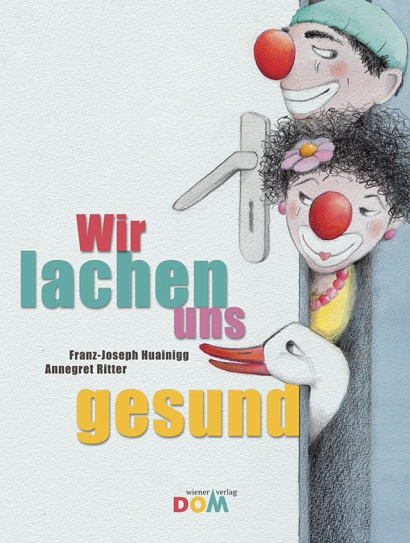 Wir
lachen
uns
Franz-Joseph Huainigg
Annegret Ritter
gesund
wiener verlag
DOM